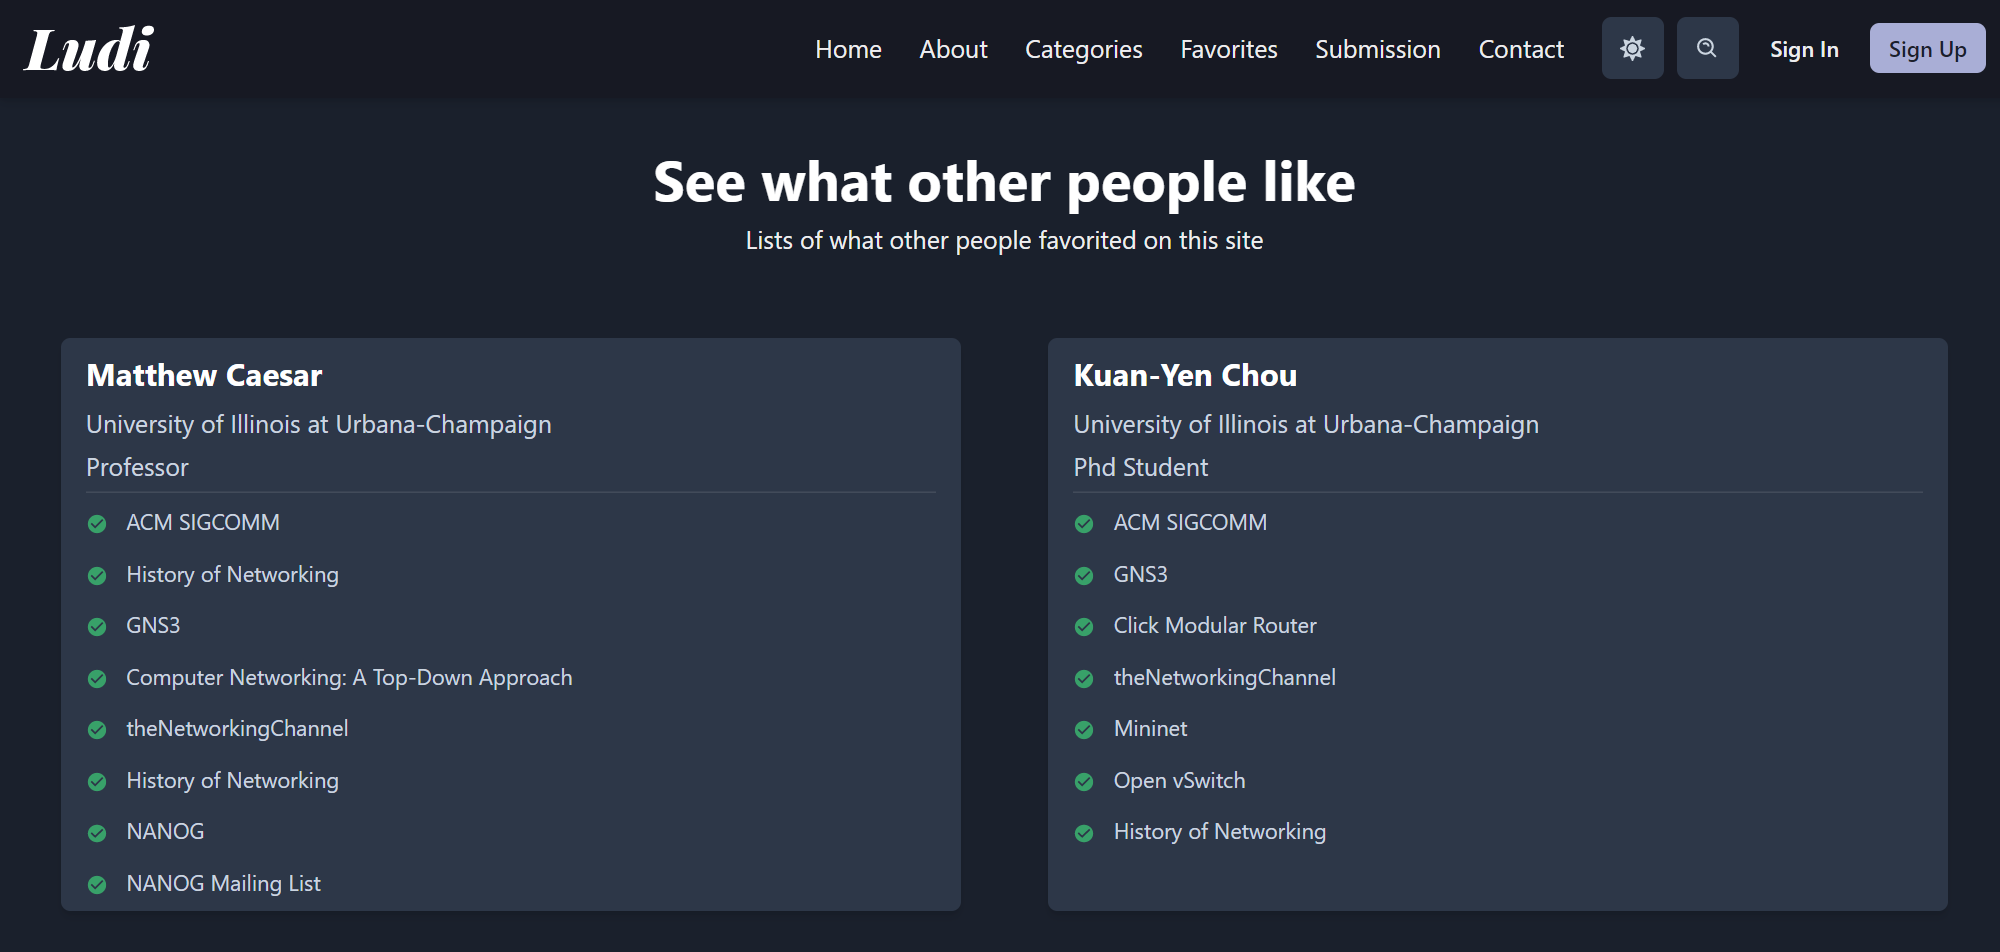 Ludi
Home About Categories Favorites Submission Contact Sign In Sign Up
See what other people like
Lists of what other people favorited on this site
Matthew Caesar
University of Illinois at Urbana-Champaign
Professor
ACM SIGCOMM
History of Networking
GNS3
Computer Networking: A Top-Down Approach
theNetworkingChannel
History of Networking
NANOG
NANOG Mailing List
Kuan-Yen Chou
University of Illinois at Urbana-Champaign
Phd Student
ACM SIGCOMM
GNS3
Click Modular Router
theNetworkingChannel
Mininet
Open vSwitch
History of Networking